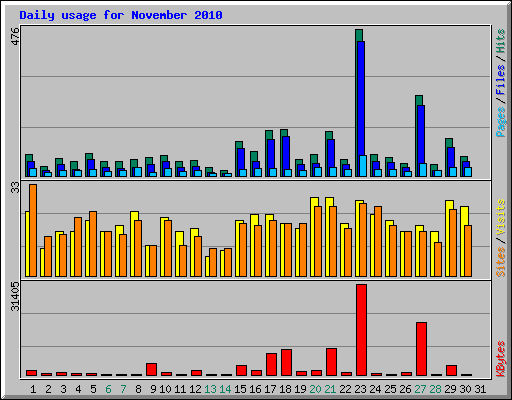 Daily usage for November 2010
476
Pages / Files / Hits
33
Sites / Visits
31405
KBytes
1 2 3 4 5 6 7 8 9 10 11 12 13 14 15 16 17 18 19 20 21 22 23 24 25 26 27 28 29 30 31